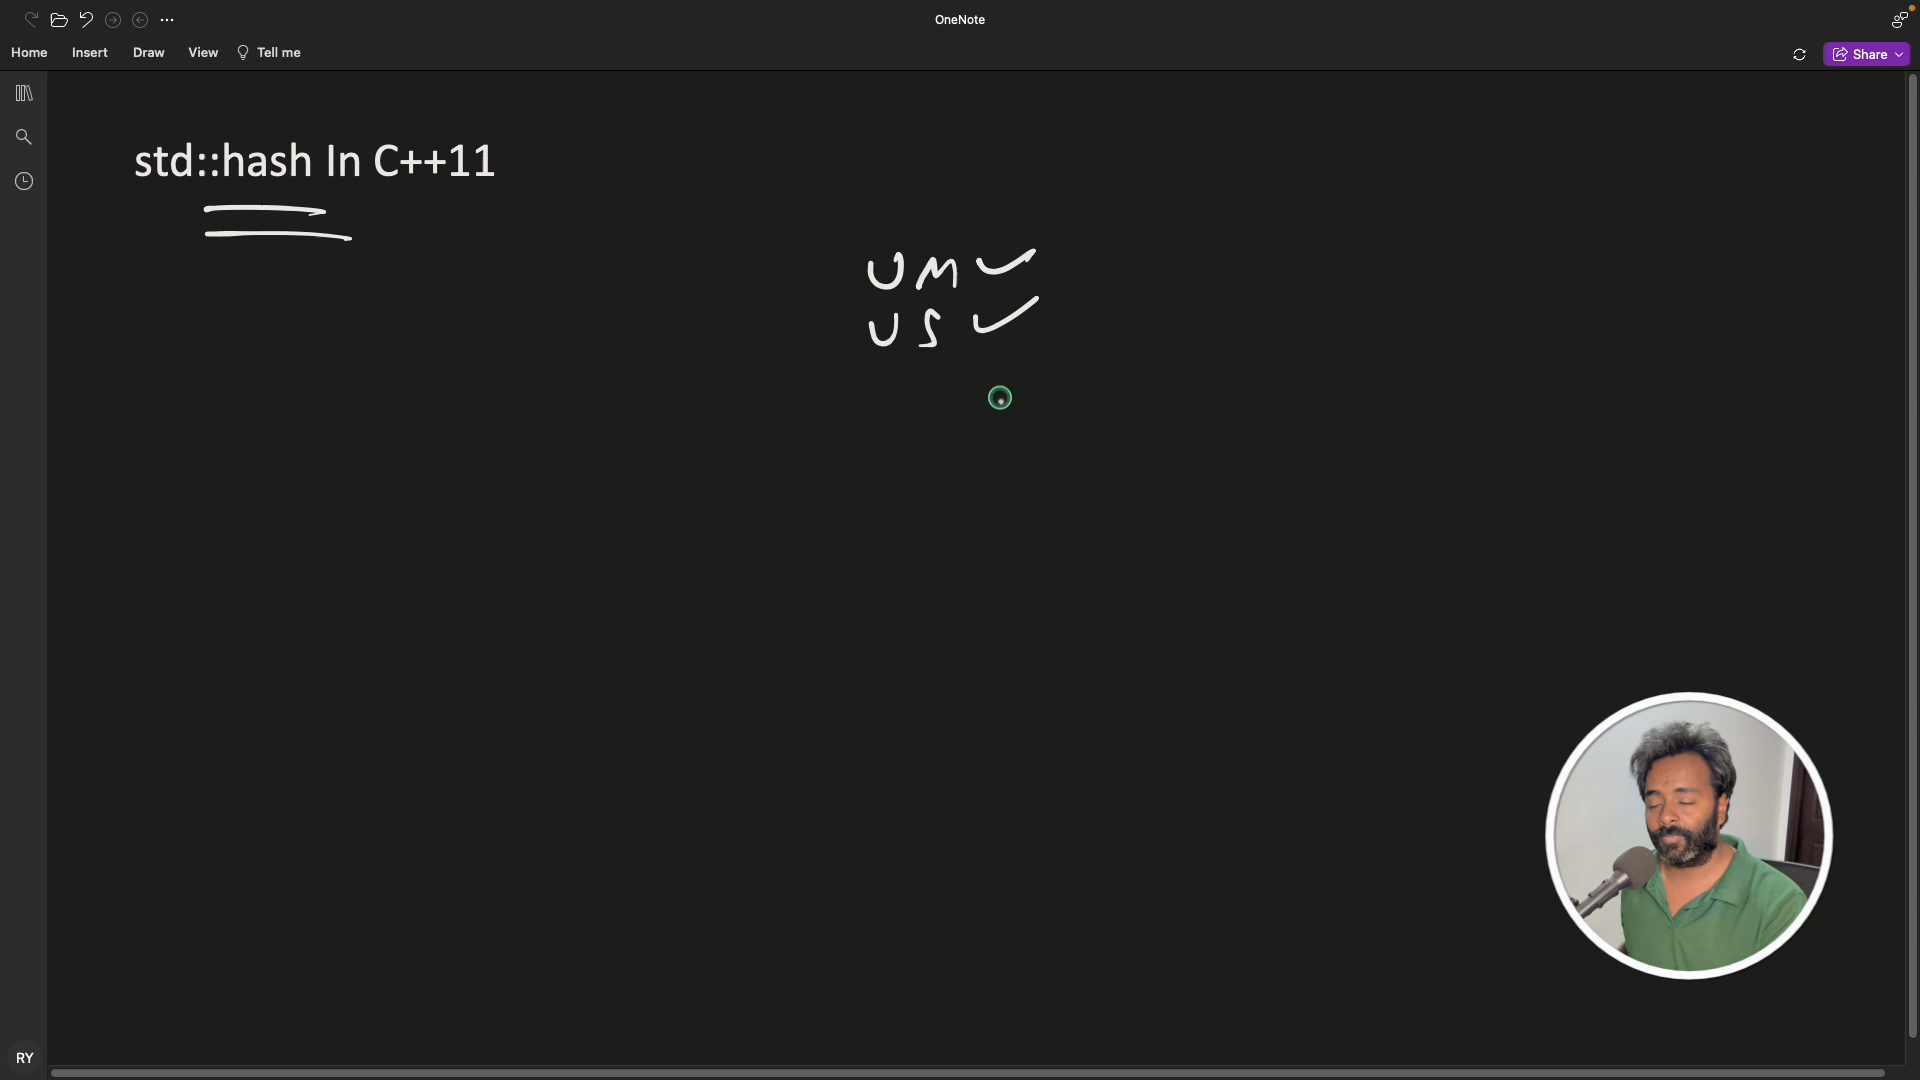 OneNote
Home Insert Draw View Tell me Share
std::hash In C++11
UM
US
RY